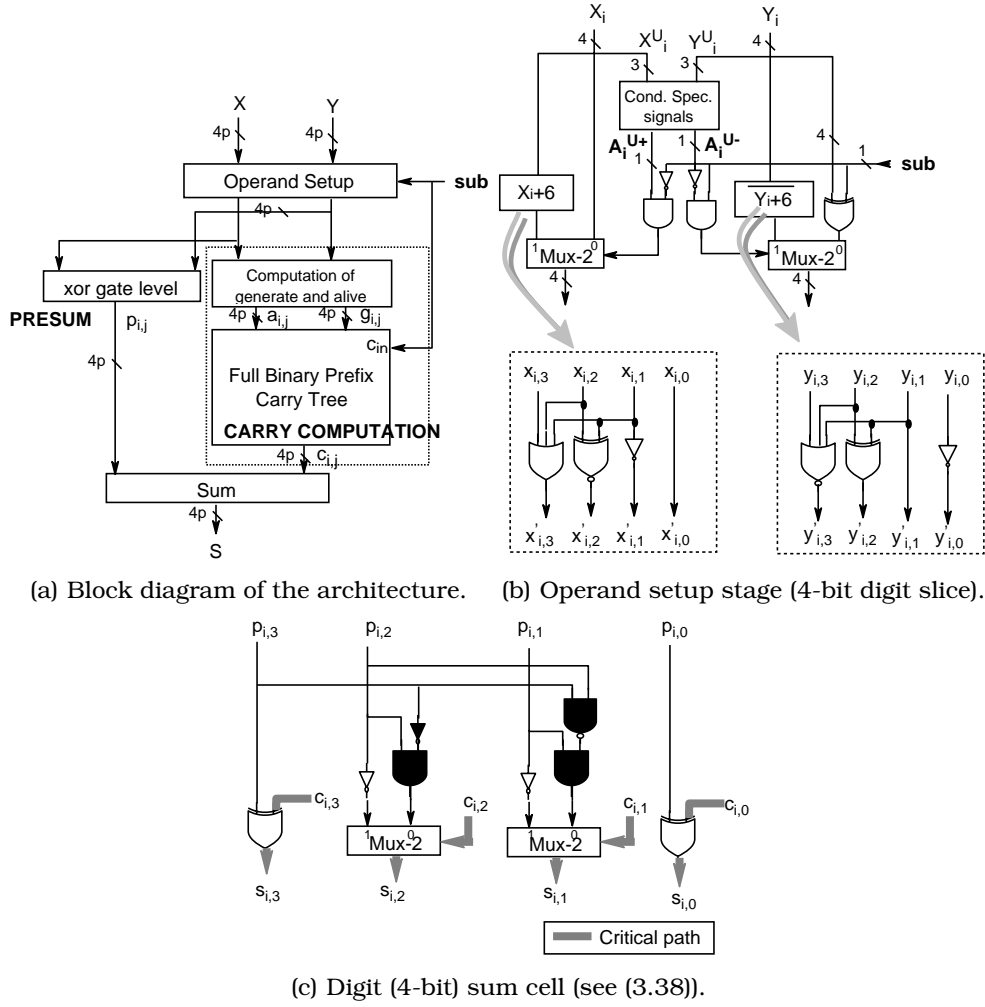 X
Y
4p
4p
Operand Setup
sub
4p
xor gate level
PRESUM
p_{i,j}
4p
Computation of
generate and alive
4p
a_{i,j}
4p
g_{i,j}
c_{in}
Full Binary Prefix
Carry Tree
CARRY COMPUTATION
4p
c_{i,j}
Sum
4p
S
(a) Block diagram of the architecture.
X_i
Y_i
4
X^U_i
Y^U_i
4
3
3
Cond. Spec.
signals
4
A_i^{U+}
1
1
A_i^{U-}
1
sub
X_i+6
\overline{Y_i+6}
1 Mux-2 0
1 Mux-2 0
4
4
x_{i,3} x_{i,2} x_{i,1} x_{i,0}
x'_{i,3} x'_{i,2} x'_{i,1} x'_{i,0}
y_{i,3} y_{i,2} y_{i,1} y_{i,0}
y'_{i,3} y'_{i,2} y'_{i,1} y'_{i,0}
(b) Operand setup stage (4-bit digit slice).
p_{i,3} p_{i,2} p_{i,1} p_{i,0}
c_{i,3} c_{i,2} c_{i,1} c_{i,0}
1 Mux-2 0
1 Mux-2 0
s_{i,3} s_{i,2} s_{i,1} s_{i,0}
Critical path
(c) Digit (4-bit) sum cell (see (3.38)).